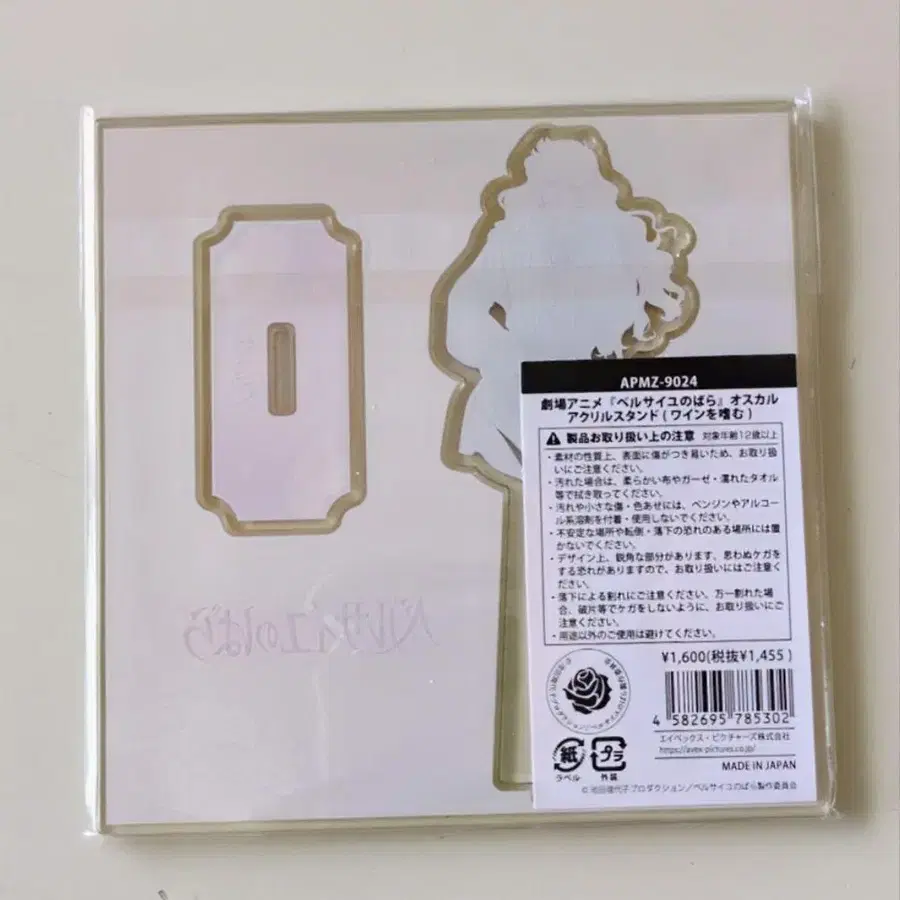 APMZ-9024
劇場アニメ『ベルサイユのばら』オスカル
アクリルスタンド(ワインを嗜む)
製品お取り扱い上の注意 対象年齢12歳以上
・素材の性質上、表面に傷がつき易いため、お取り扱
いにご注意ください。
・汚れた場合は、柔らかい布やガーゼ・濡れたタオル
等で拭き取ってください。
・汚れや小さな傷・色あせには、ベンジンやアルコー
ル系溶剤を付着・使用しないでください。
・不安定な場所や転倒・落下の恐れのある場所には置
かないでください。
・デザイン上、鋭角な部分があります、思わぬケガを
する恐れがありますので、お取り扱いにはご注意く
ださい。
・落下による割れにご注意ください、万一割れた場
合、破片等でケガをしないように、お取り扱いにご
注意ください。
・用途以外のご使用は避けてください。
ベルサイユのばら
¥1,600(税抜¥1,455)
4 582695 785302
エイベックス・ピクチャーズ株式会社
https://avex-pictures.co.jp/
紙
ラベル
プラ
外装
MADE IN JAPAN
© 池田理代子プロダクション/ベルサイユのばら製作委員会